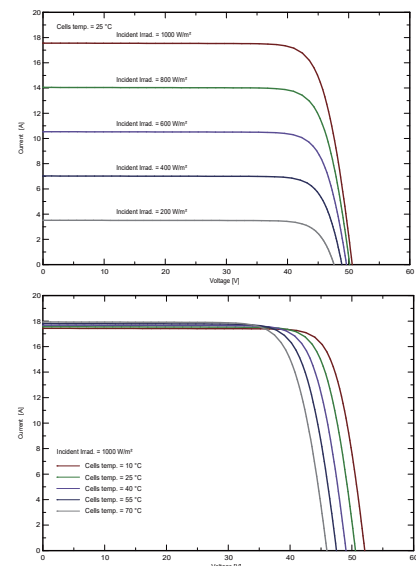 20
Cells temp. = 25 °C
Incident Irrad. = 1000 W/m²
18
16
Incident Irrad. = 800 W/m²
14
12
Incident Irrad. = 600 W/m²
10
Current [A]
8
Incident Irrad. = 400 W/m²
6
4
Incident Irrad. = 200 W/m²
2
0
0 10 20 30 40 50 60
Voltage [V]
20
18
16
14
12
Current [A]
10
8
Incident Irrad. = 1000 W/m²
Cells temp. = 10 °C
6
Cells temp. = 25 °C
Cells temp. = 40 °C
4
Cells temp. = 55 °C
Cells temp. = 70 °C
2
0
0 10 20 30 40 50 60
Voltage [V]